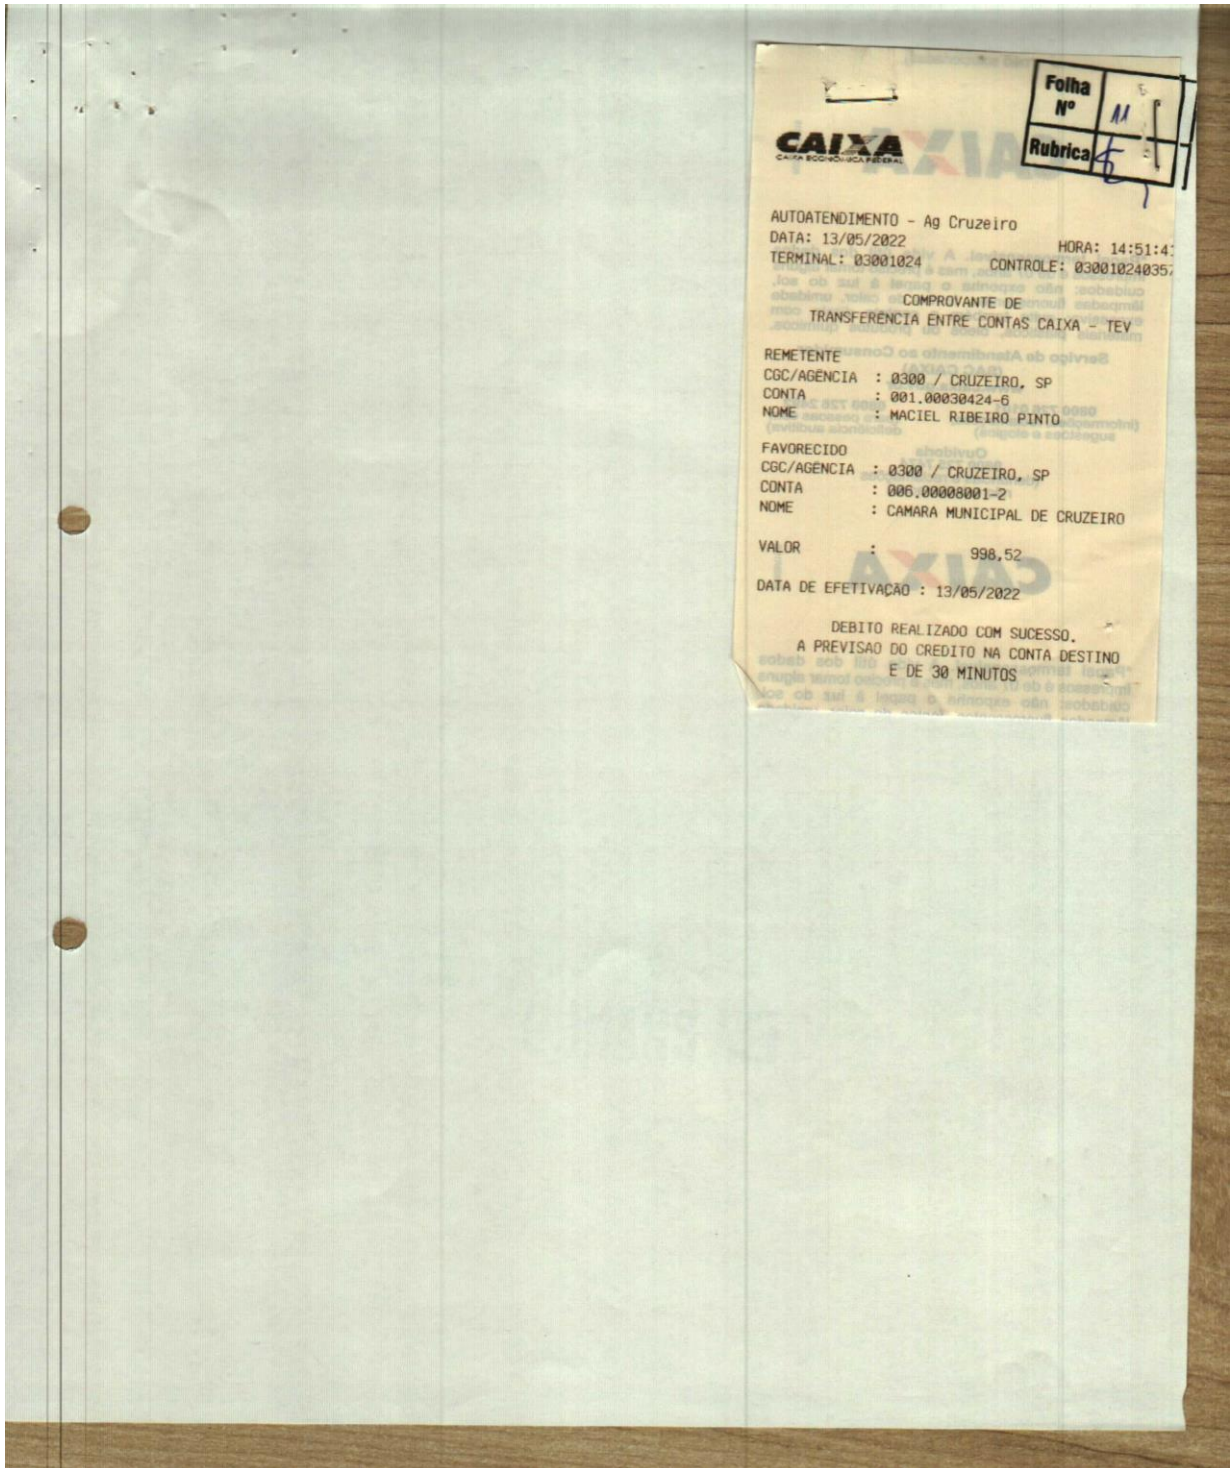 Folha
Nº 11
Rubrica
CAIXA
CAIXA ECONÔMICA FEDERAL
AUTOATENDIMENTO - Ag Cruzeiro
DATA: 13/05/2022 HORA: 14:51:4
TERMINAL: 03001024 CONTROLE: 030010240357
COMPROVANTE DE
TRANSFERENCIA ENTRE CONTAS CAIXA - TEV
REMETENTE
CGC/AGÊNCIA : 0300 / CRUZEIRO, SP
CONTA : 001.00030424-6
NOME : MACIEL RIBEIRO PINTO
FAVORECIDO
CGC/AGÊNCIA : 0300 / CRUZEIRO, SP
CONTA : 006.00008001-2
NOME : CAMARA MUNICIPAL DE CRUZEIRO
VALOR : 998,52
DATA DE EFETIVAÇÃO : 13/05/2022
DEBITO REALIZADO COM SUCESSO.
A PREVISAO DO CREDITO NA CONTA DESTINO
E DE 30 MINUTOS